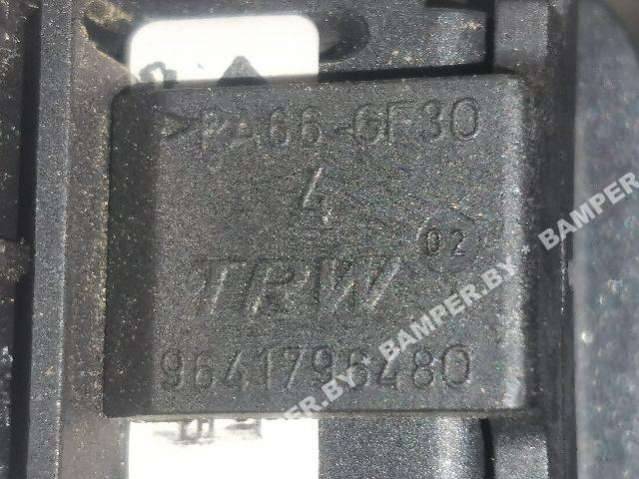 >PA66-GF30
4
02
TRW
9641796480
BAMPER.BY * BAMPER.BY * BAMPER